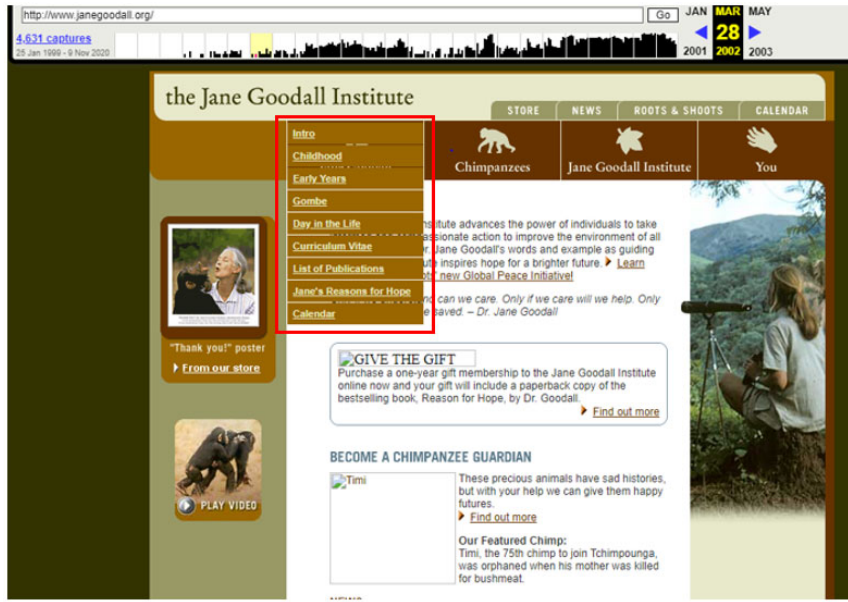 http://www.janegoodall.org/
Go
JAN MAR MAY
4,631 captures
28
25 Jan 1999 - 9 Nov 2020
2001 2002 2003
the Jane Goodall Institute
STORE NEWS ROOTS & SHOOTS CALENDAR
Chimpanzees
Jane Goodall Institute
You
Intro
Childhood
Early Years
Gombe
Day in the Life
Curriculum Vitae
List of Publications
Jane's Reasons for Hope
Calendar
advances the power of individuals to take
action to improve the environment of all
Jane Goodall's words and example as guiding
inspires hope for a brighter future. Learn
new Global Peace Initiative!
can we care. Only if we care will we help. Only
saved. – Dr. Jane Goodall
"Thank you!" poster
From our store
PLAY VIDEO
GIVE THE GIFT
Purchase a one-year gift membership to the Jane Goodall Institute
online now and your gift will include a paperback copy of the
bestselling book, Reason for Hope, by Dr. Goodall.
Find out more
BECOME A CHIMPANZEE GUARDIAN
Timi
These precious animals have sad histories,
but with your help we can give them happy
futures.
Find out more
Our Featured Chimp:
Timi, the 75th chimp to join Tchimpounga,
was orphaned when his mother was killed
for bushmeat.